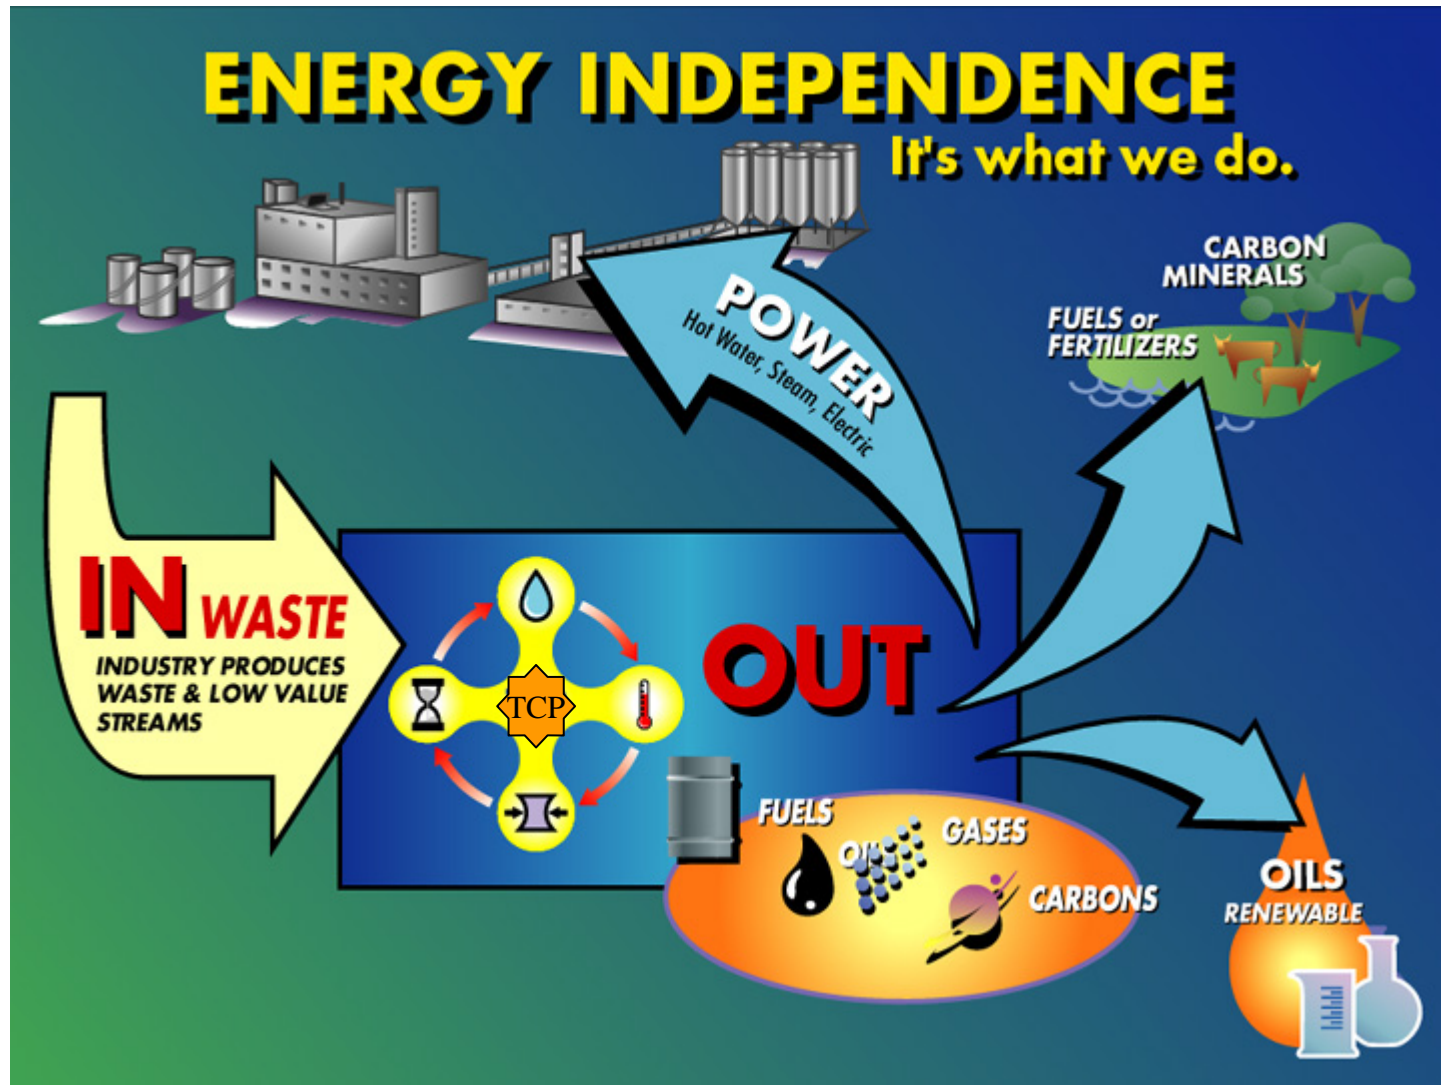 ENERGY INDEPENDENCE
It's what we do.
CARBON
MINERALS
FUELS or
FERTILIZERS
POWER
Hot Water, Steam, Electric
IN WASTE
INDUSTRY PRODUCES
WASTE & LOW VALUE
STREAMS
TCP
OUT
FUELS
OILS
GASES
CARBONS
OILS
RENEWABLE